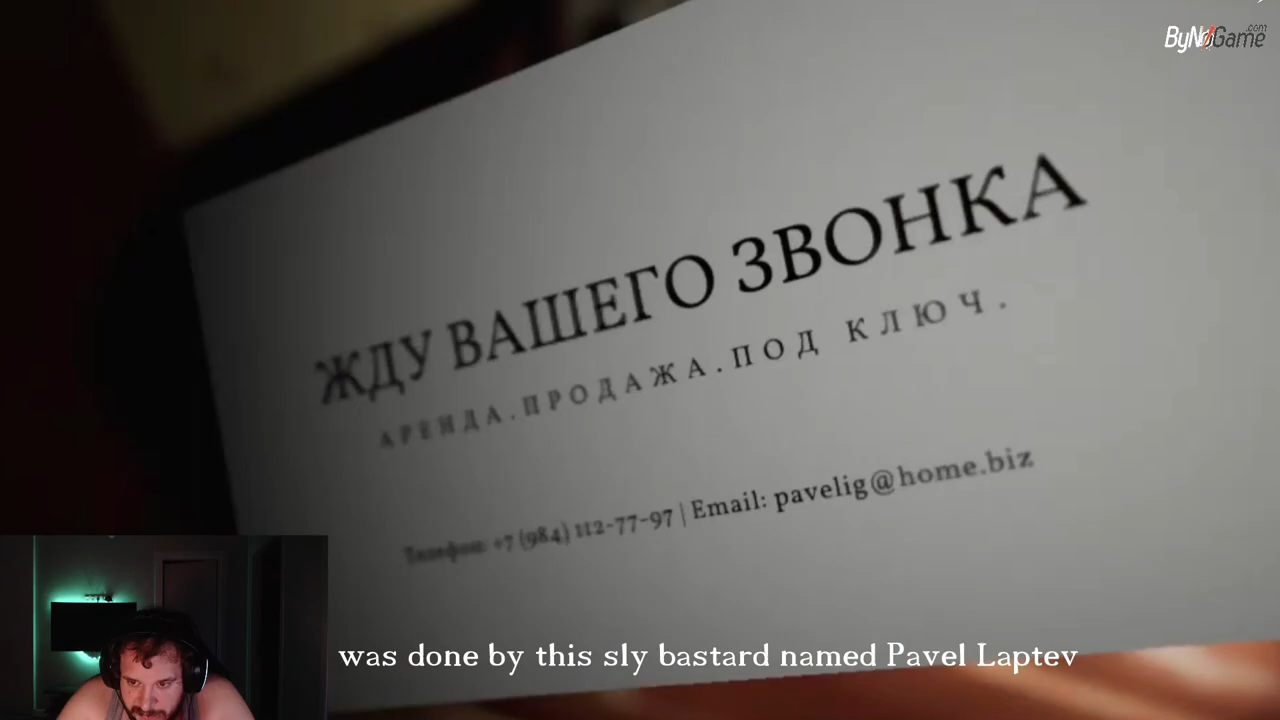 ByNoGame.com
ЖДУ ВАШЕГО ЗВОНКА
АРЕНДА.ПРОДАЖА.ПОД КЛЮЧ.
Телефон: +7 (984) 112-77-97 | Email: pavelig@home.biz
was done by this sly bastard named Pavel Laptev